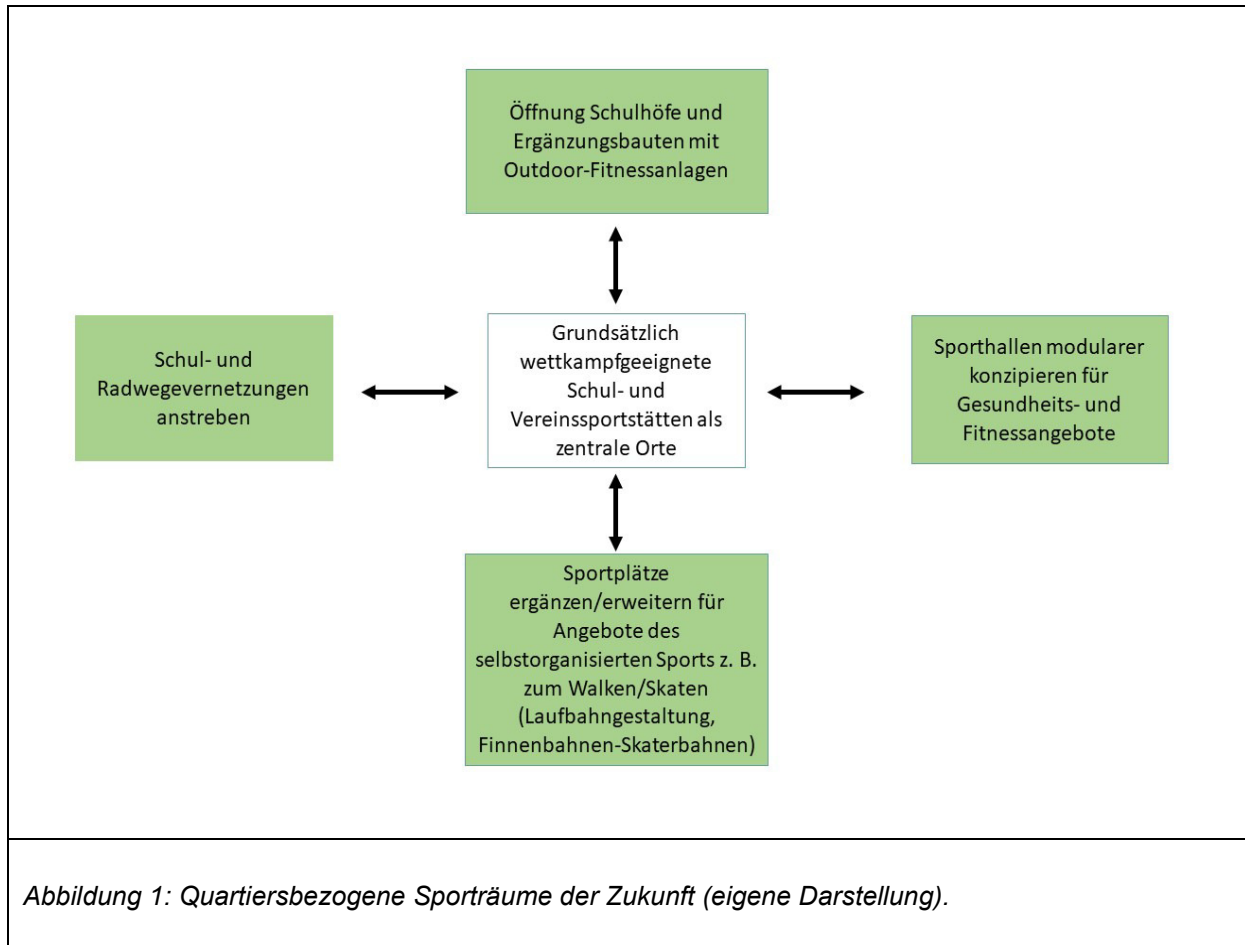 Öffnung Schulhöfe und
Ergänzungsbauten mit
Outdoor-Fitnessanlagen
Schul- und
Radwegevernetzungen
anstreben
Grundsätzlich
wettkampfgeeignete
Schul- und
Vereinssportstätten als
zentrale Orte
Sporthallen modularer
konzipieren für
Gesundheits- und
Fitnessangebote
Sportplätze
ergänzen/erweitern für
Angebote des
selbstorganisierten Sports z. B.
zum Walken/Skaten
(Laufbahngestaltung,
Finnenbahnen-Skaterbahnen)
Abbildung 1: Quartiersbezogene Sporträume der Zukunft (eigene Darstellung).